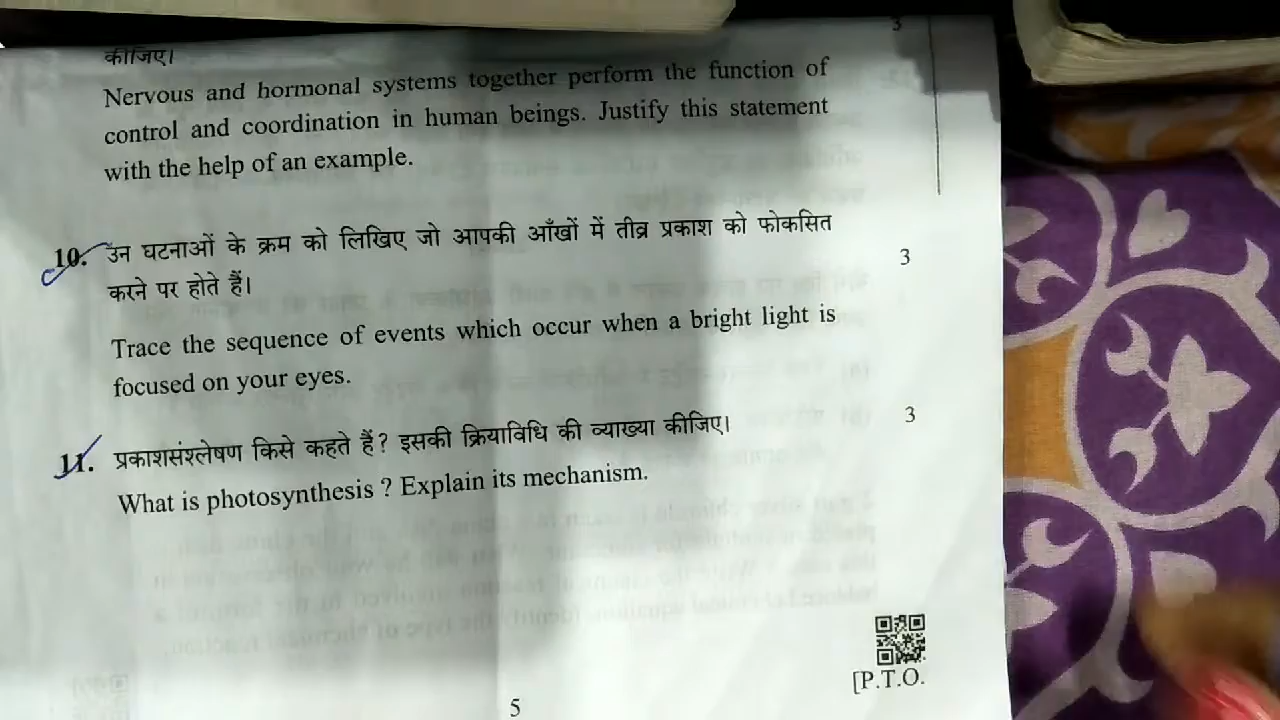 कीजिए।
3
Nervous and hormonal systems together perform the function of
control and coordination in human beings. Justify this statement
with the help of an example.
10. उन घटनाओं के क्रम को लिखिए जो आपकी आँखों में तीव्र प्रकाश को फोकसित
करने पर होते हैं।
3
Trace the sequence of events which occur when a bright light is
focused on your eyes.
11. प्रकाशसंश्लेषण किसे कहते हैं? इसकी क्रियाविधि की व्याख्या कीजिए।
3
What is photosynthesis ? Explain its mechanism.
[P.T.O.
5